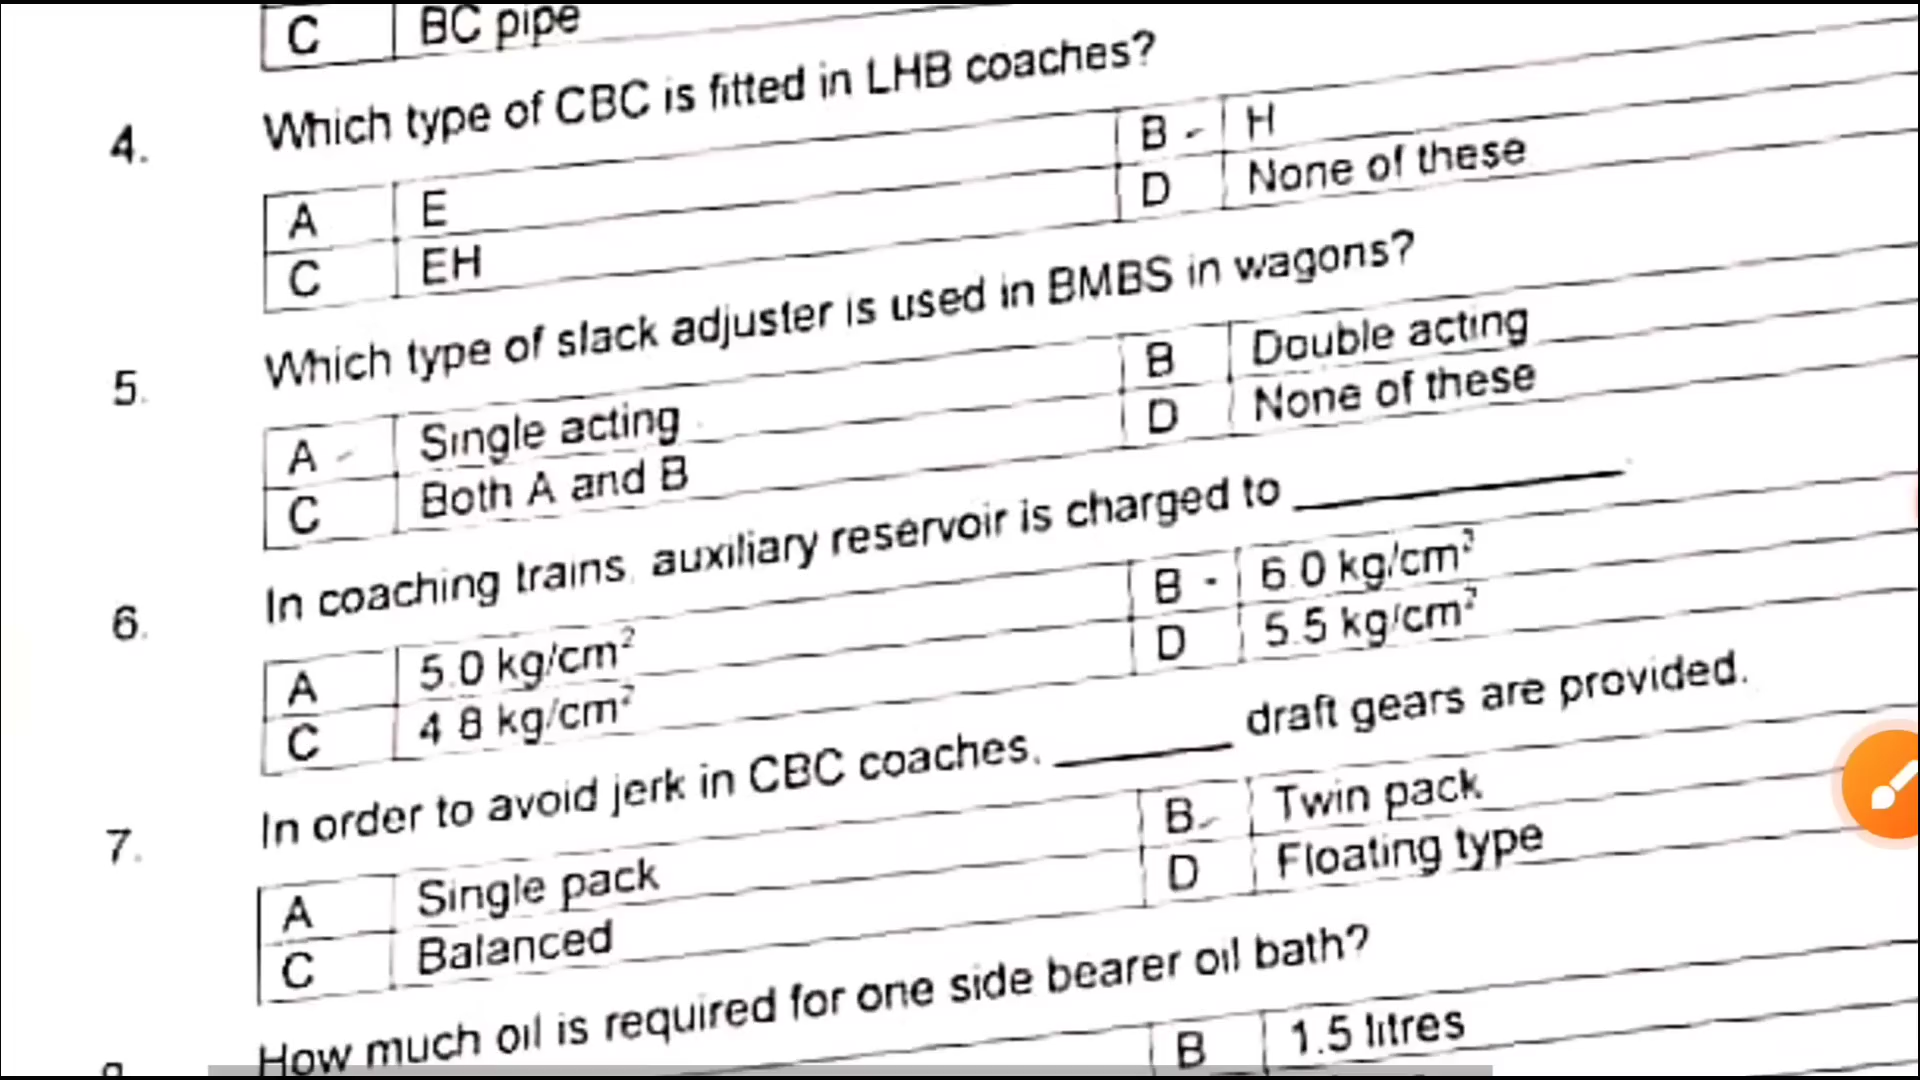 C BC pipe
4. Which type of CBC is fitted in LHB coaches?
A E B - H
C EH D None of these
5. Which type of slack adjuster is used in BMBS in wagons?
A - Single acting B Double acting
C Both A and B D None of these
6. In coaching trains, auxiliary reservoir is charged to __________
A 5.0 kg/cm² B - 6.0 kg/cm²
C 4.8 kg/cm² D 5.5 kg/cm²
7. In order to avoid jerk in CBC coaches, ______ draft gears are provided.
A Single pack B - Twin pack
C Balanced D Floating type
How much oil is required for one side bearer oil bath?
B 1.5 litres